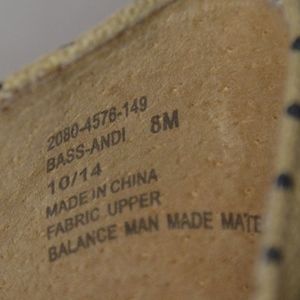 2080-4576-149
BASS-ANDI 8M
10/14
MADE IN CHINA
FABRIC UPPER
BALANCE MAN MADE MATE